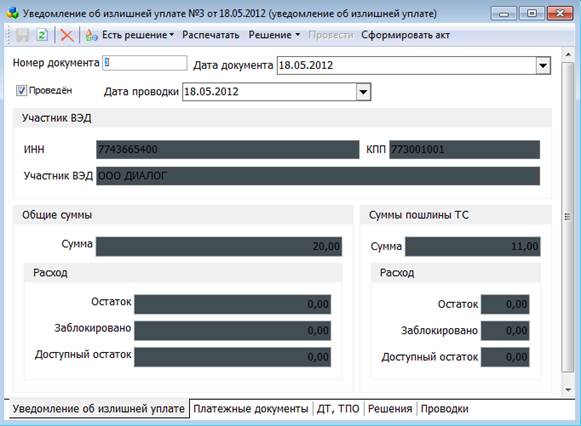 Уведомление об излишней уплате №3 от 18.05.2012 (уведомление об излишней уплате)
Есть решение Распечатать Решение Провести Сформировать акт
Номер документа 3 Дата документа 18.05.2012
Проведён Дата проводки 18.05.2012
Участник ВЭД
ИНН 7743665400 КПП 773001001
Участник ВЭД ООО ДИАЛОГ
Общие суммы Суммы пошлины ТС
Сумма 20,00 Сумма 11,00
Расход Расход
Остаток 0,00 Остаток 0,00
Заблокировано 0,00 Заблокировано 0,00
Доступный остаток 0,00 Доступный остаток 0,00
Уведомление об излишней уплате Платежные документы ДТ, ТПО Решения Проводки